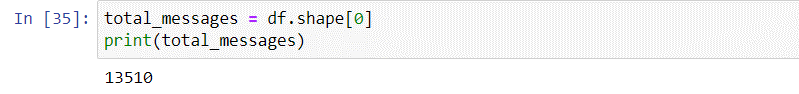 In [35]: total_messages = df.shape[0]
print(total_messages)
13510